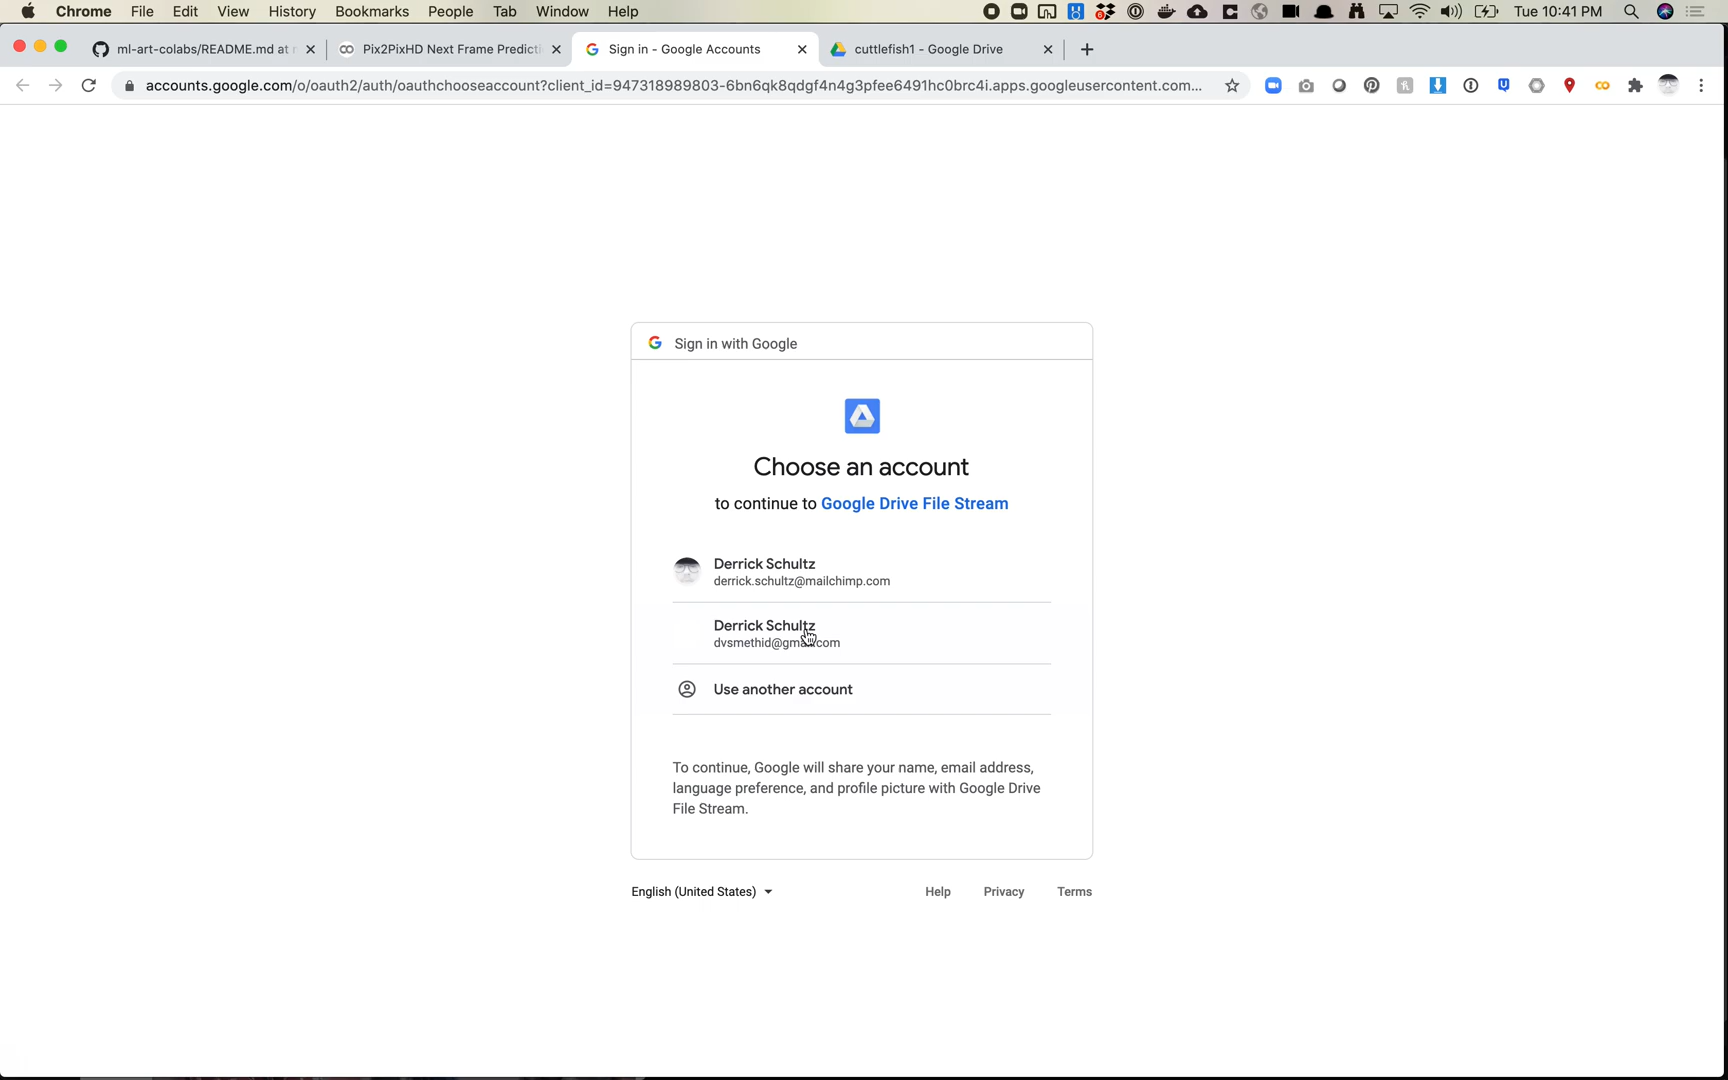 Chrome File Edit View History Bookmarks People Tab Window Help Tue 10:41 PM
ml-art-colabs/README.md at Pix2PixHD Next Frame Predicti Sign in - Google Accounts cuttlefish1 - Google Drive
accounts.google.com/o/oauth2/auth/oauthchooseaccount?client_id=947318989803-6bn6qk8qdgf4n4g3pfee6491hc0brc4i.apps.googleusercontent.com...
Sign in with Google
Choose an account
to continue to Google Drive File Stream
Derrick Schultz
derrick.schultz@mailchimp.com
Derrick Schultz
Use another account
To continue, Google will share your name, email address,
language preference, and profile picture with Google Drive
File Stream.
English (United States) Help Privacy Terms